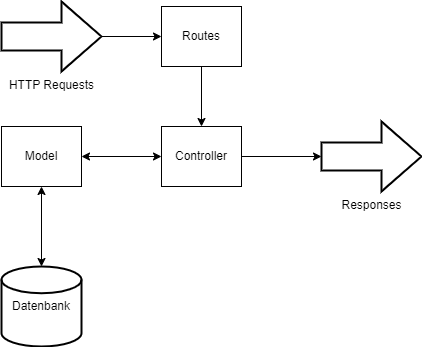 Routes
HTTP Requests
Model
Controller
Responses
Datenbank